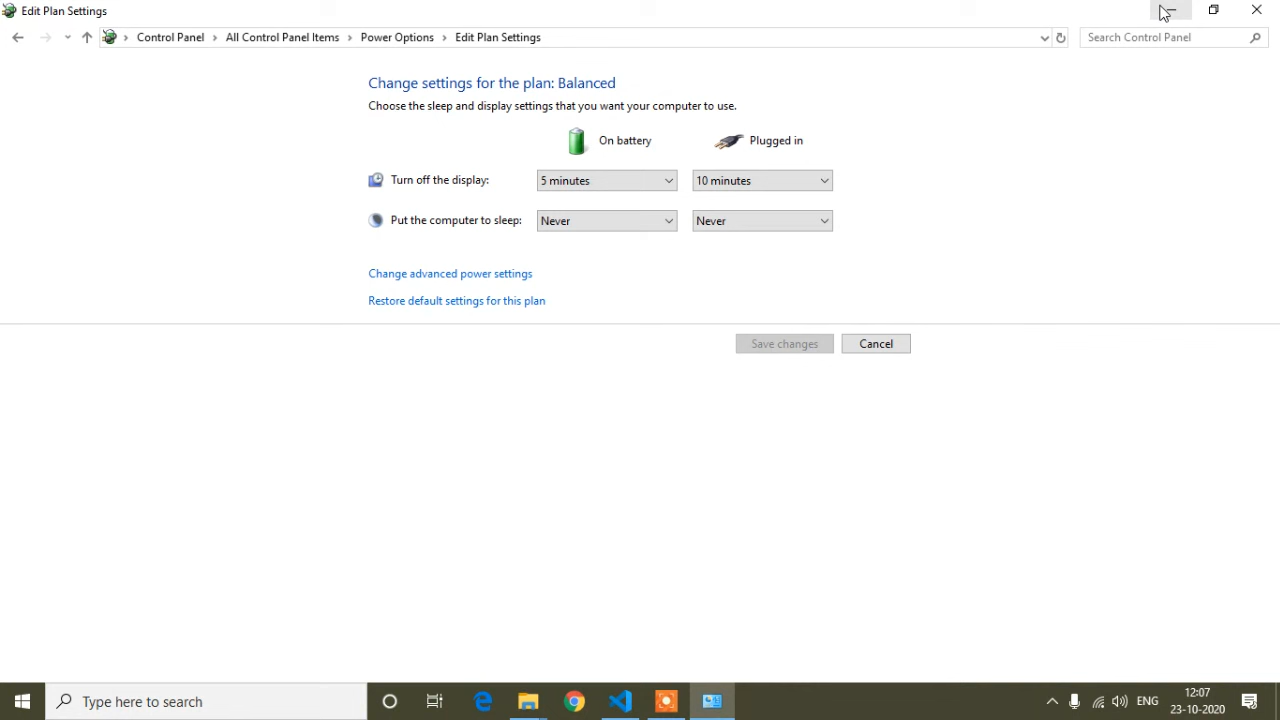 Edit Plan Settings
Control Panel > All Control Panel Items > Power Options > Edit Plan Settings
Search Control Panel
Change settings for the plan: Balanced
Choose the sleep and display settings that you want your computer to use.
On battery Plugged in
Turn off the display: 5 minutes 10 minutes
Put the computer to sleep: Never Never
Change advanced power settings
Restore default settings for this plan
Save changes Cancel
Type here to search
ENG
12:07
23-10-2020